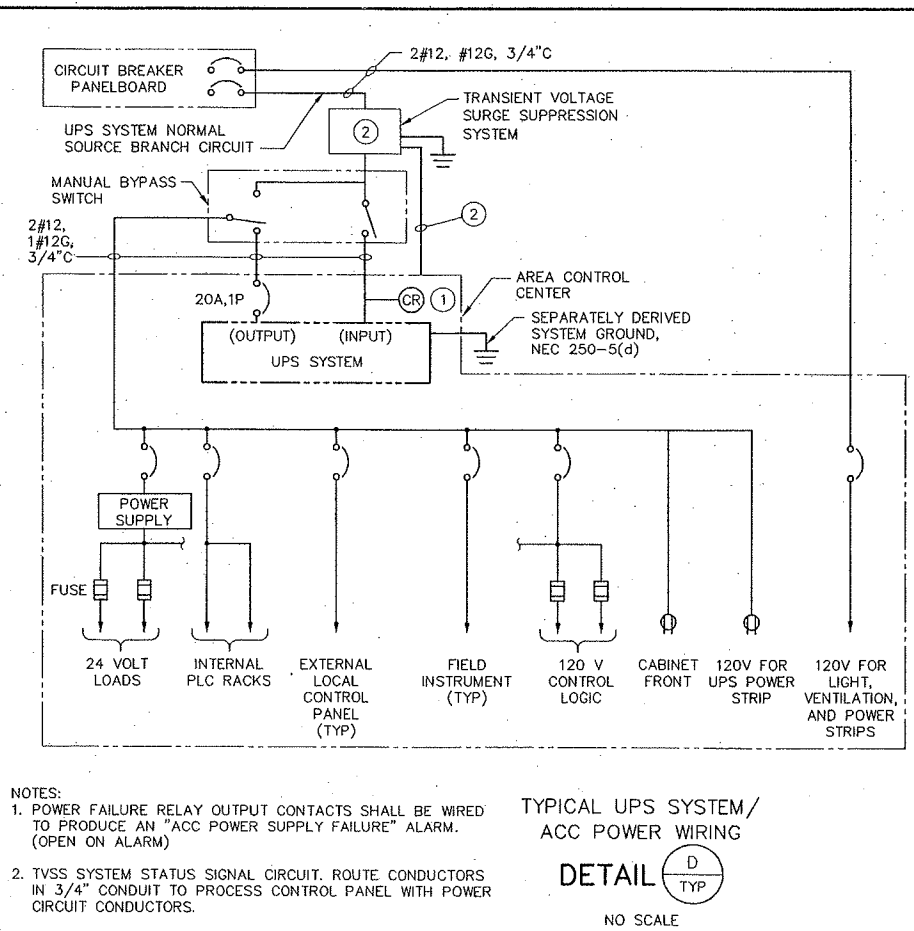 2#12, #12G, 3/4"C
CIRCUIT BREAKER
PANELBOARD
TRANSIENT VOLTAGE
SURGE SUPPRESSION
SYSTEM
2
UPS SYSTEM NORMAL
SOURCE BRANCH CIRCUIT
MANUAL BYPASS
SWITCH
2
2#12,
1#12G,
3/4"C
AREA CONTROL
CENTER
20A,1P
CR
1
SEPARATELY DERIVED
SYSTEM GROUND,
NEC 250-5(d)
(OUTPUT)
(INPUT)
UPS SYSTEM
POWER
SUPPLY
FUSE
24 VOLT
LOADS
INTERNAL
PLC RACKS
EXTERNAL
LOCAL
CONTROL
PANEL
(TYP)
FIELD
INSTRUMENT
(TYP)
120 V
CONTROL
LOGIC
CABINET
FRONT
120V FOR
UPS POWER
STRIP
120V FOR
LIGHT,
VENTILATION,
AND POWER
STRIPS
NOTES:
1. POWER FAILURE RELAY OUTPUT CONTACTS SHALL BE WIRED
TO PRODUCE AN "ACC POWER SUPPLY FAILURE" ALARM.
(OPEN ON ALARM)
2. TVSS SYSTEM STATUS SIGNAL CIRCUIT. ROUTE CONDUCTORS
IN 3/4" CONDUIT TO PROCESS CONTROL PANEL WITH POWER
CIRCUIT CONDUCTORS.
TYPICAL UPS SYSTEM/
ACC POWER WIRING
DETAIL
D
TYP
NO SCALE